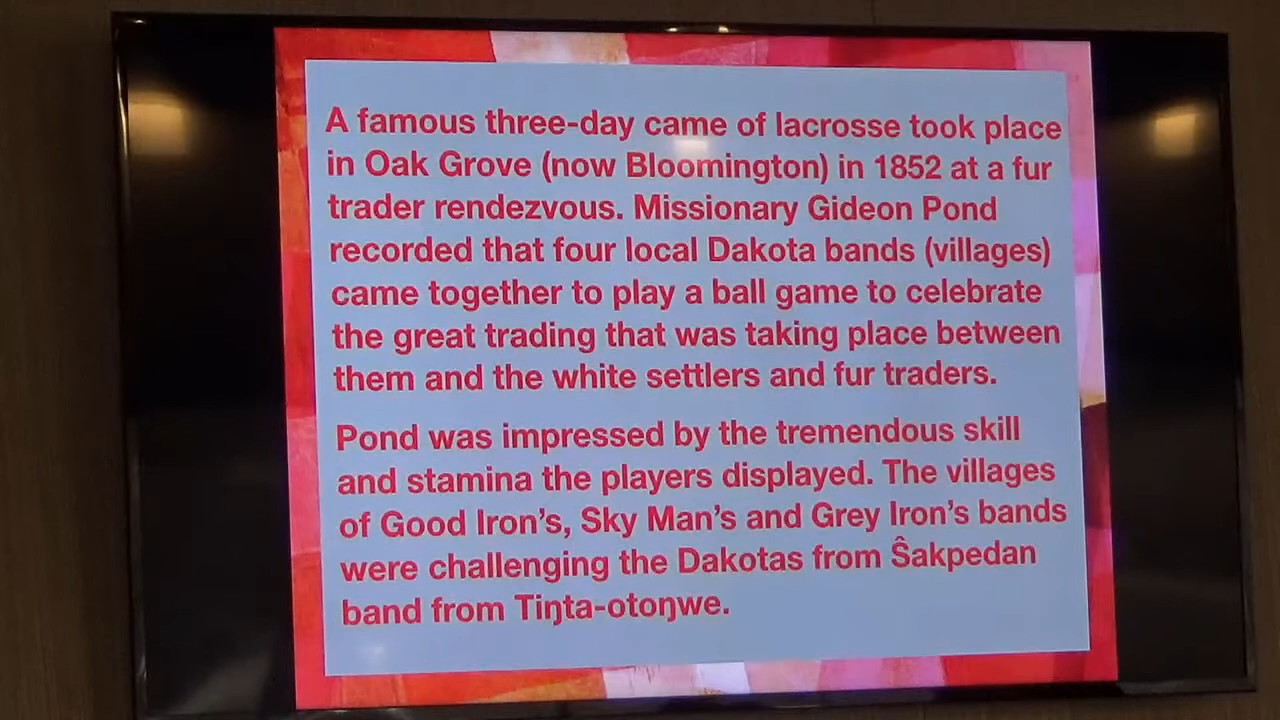 A famous three-day came of lacrosse took place
in Oak Grove (now Bloomington) in 1852 at a fur
trader rendezvous. Missionary Gideon Pond
recorded that four local Dakota bands (villages)
came together to play a ball game to celebrate
the great trading that was taking place between
them and the white settlers and fur traders.
Pond was impressed by the tremendous skill
and stamina the players displayed. The villages
of Good Iron’s, Sky Man’s and Grey Iron’s bands
were challenging the Dakotas from Ŝakpedan
band from Tiŋta-otoŋwe.